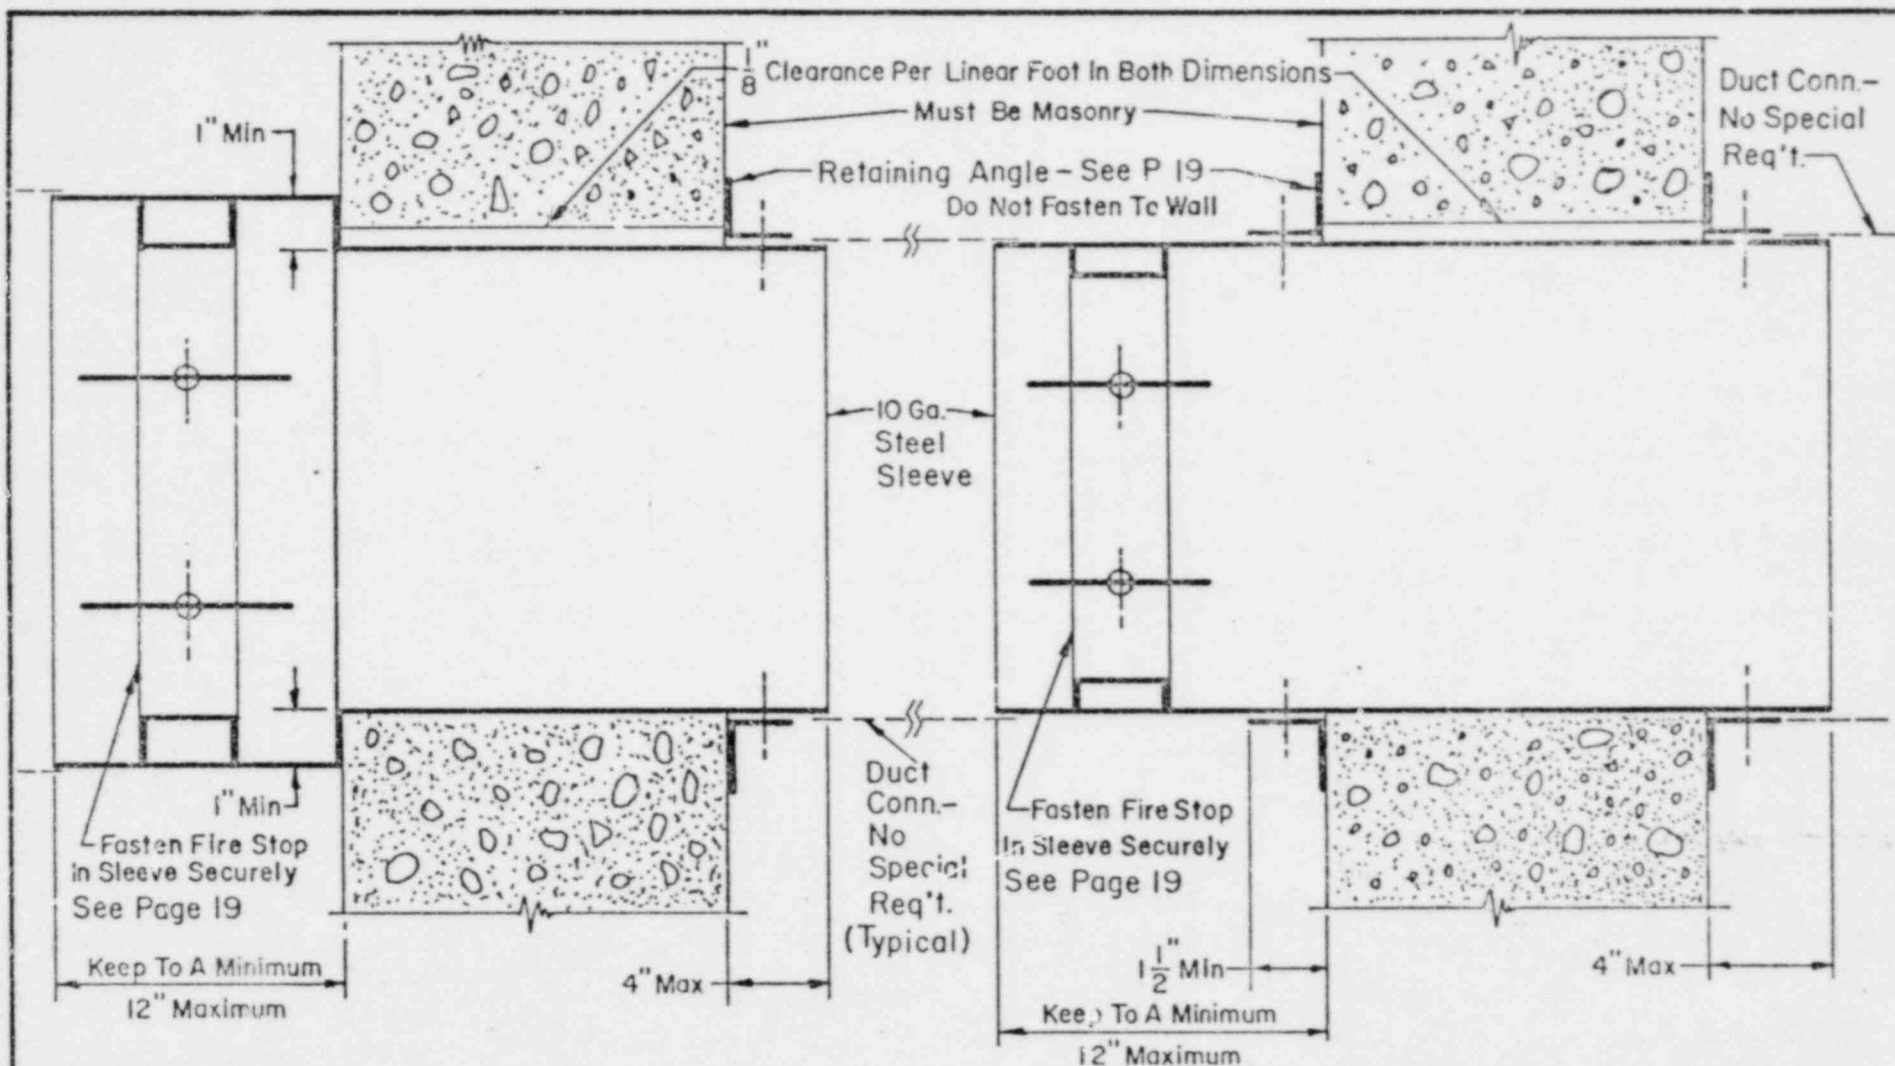 1/8" Clearance Per Linear Foot In Both Dimensions
Must Be Masonry
Retaining Angle - See P 19
Do Not Fasten To Wall
1" Min
Duct Conn.-
No Special
Req't.
10 Ga.
Steel
Sleeve
1" Min
Fasten Fire Stop
In Sleeve Securely
See Page 19
Keep To A Minimum
12" Maximum
4" Max
Duct
Conn.-
No
Special
Req't.
(Typical)
Fasten Fire Stop
In Sleeve Securely
See Page 19
1 1/2" Min
Keep To A Minimum
12" Maximum
4" Max